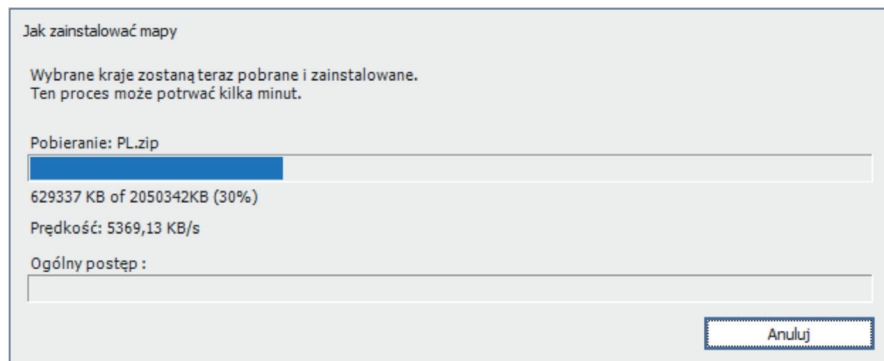 Jak zainstalować mapy
Wybrane kraje zostaną teraz pobrane i zainstalowane.
Ten proces może potrwać kilka minut.
Pobieranie: PL.zip
629337 KB of 2050342KB (30%)
Prędkość: 5369,13 KB/s
Ogólny postęp :
Anuluj